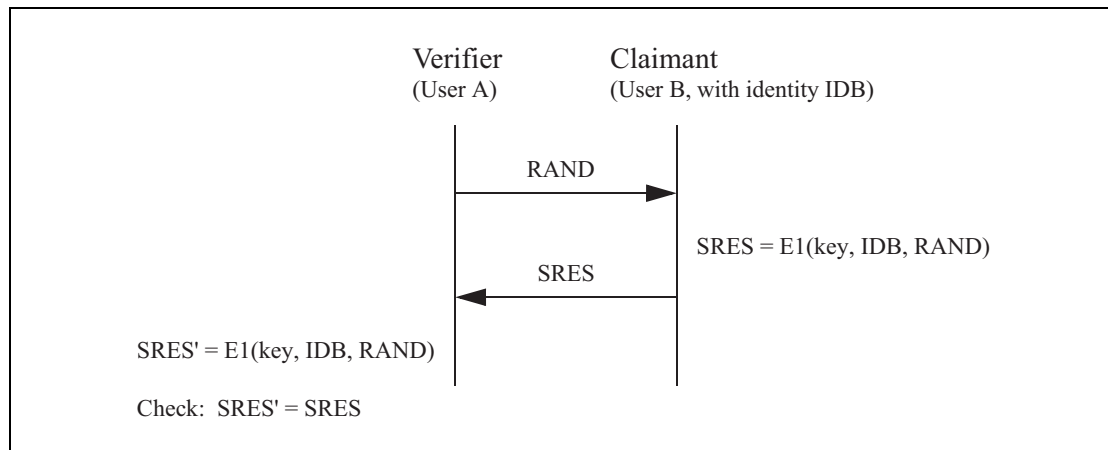 Verifier
(User A)
Claimant
(User B, with identity IDB)
RAND
SRES = E1(key, IDB, RAND)
SRES
SRES' = E1(key, IDB, RAND)
Check:  SRES' = SRES